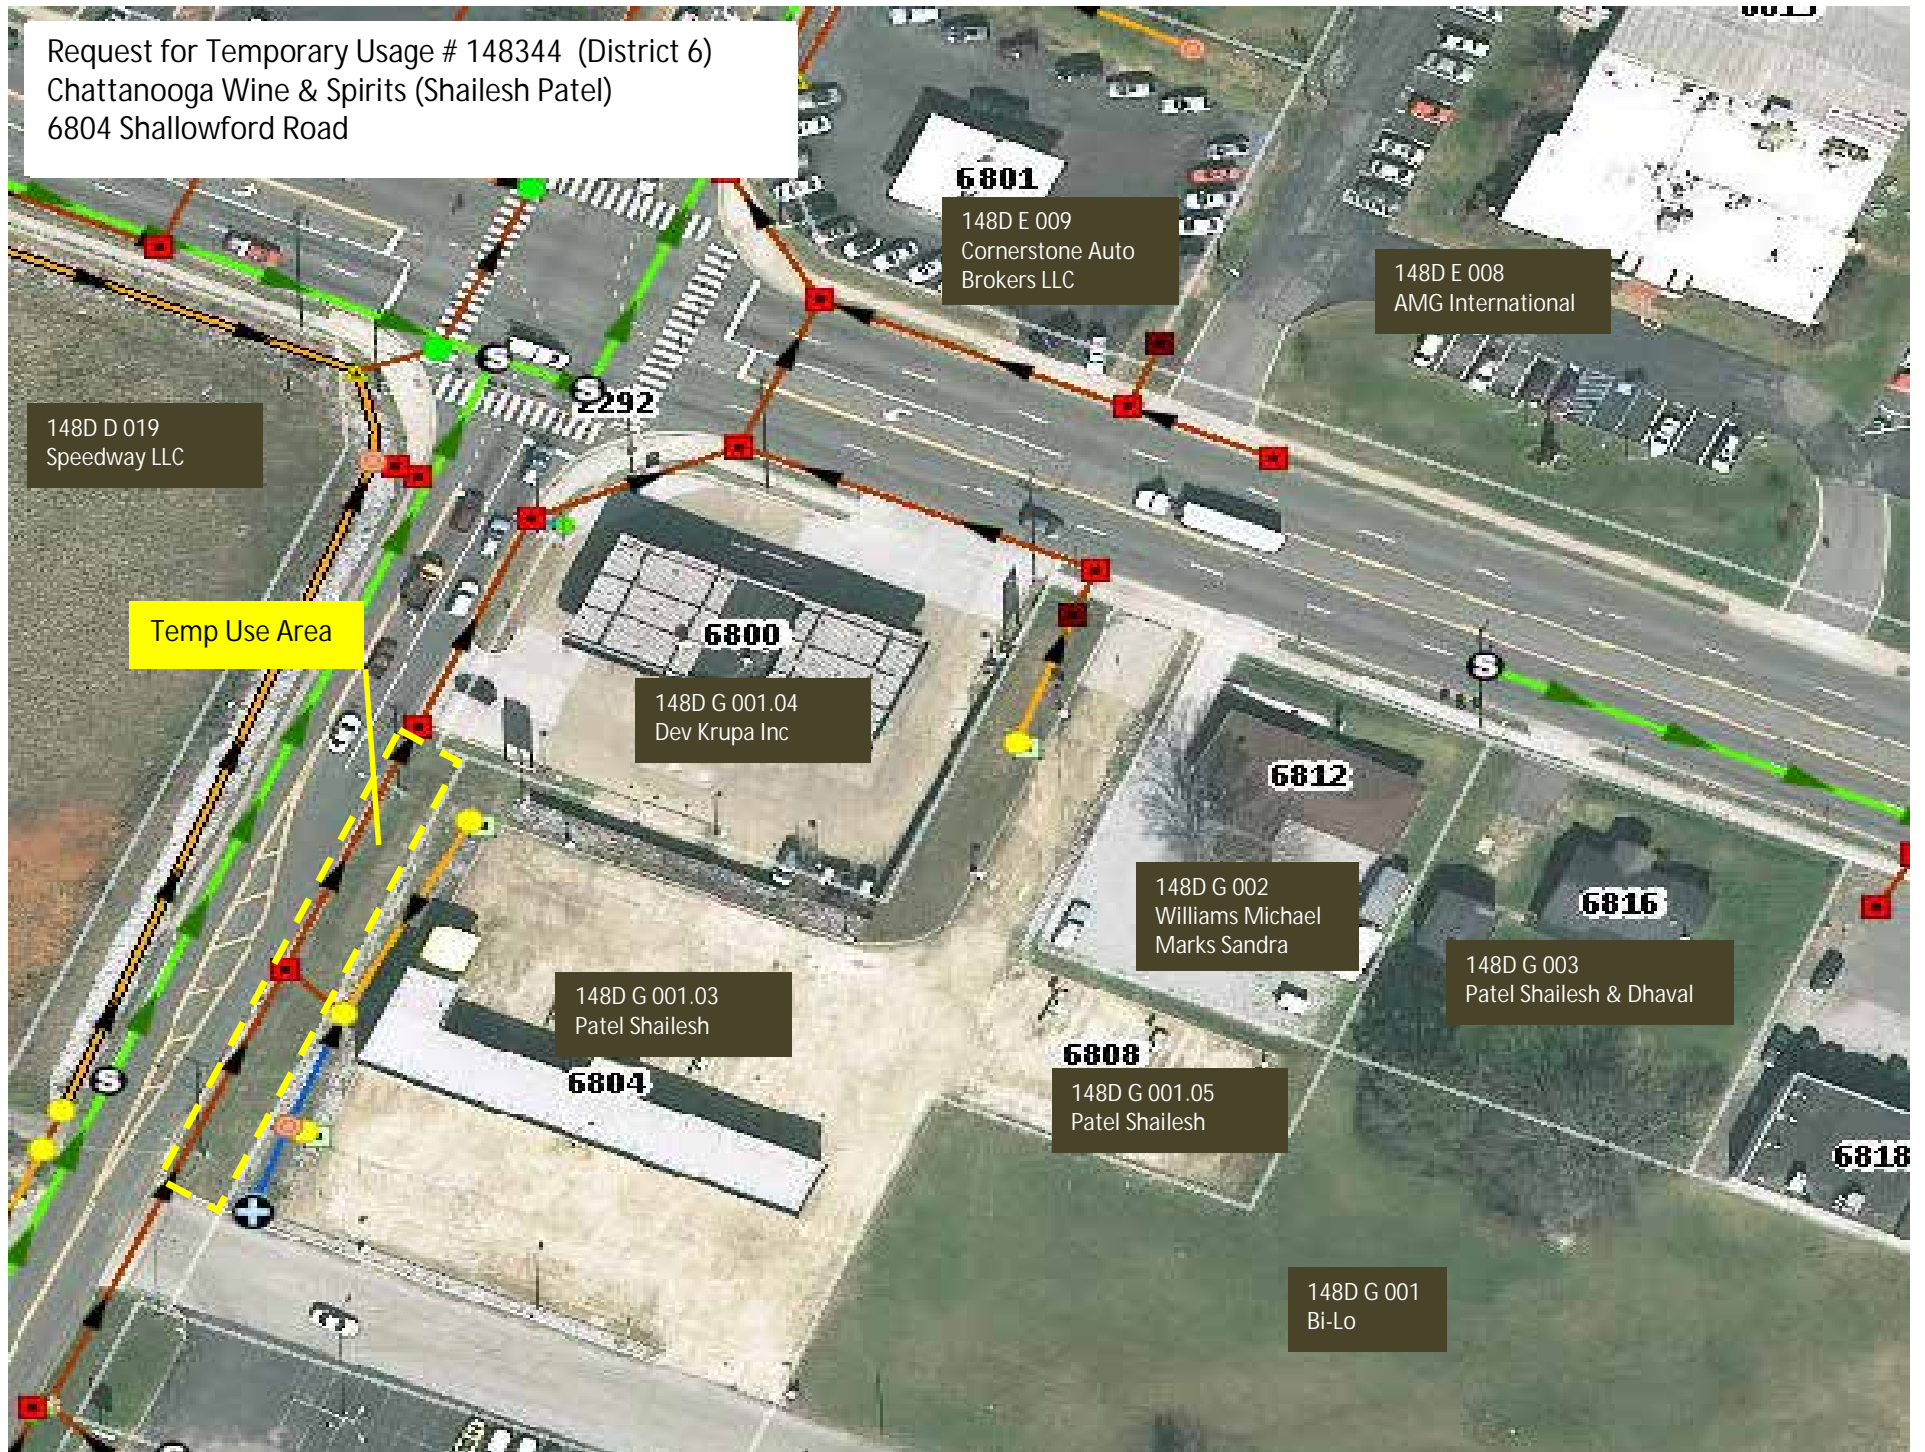 Request for Temporary Usage # 148344 (District 6)
Chattanooga Wine & Spirits (Shailesh Patel)
6804 Shallowford Road
6801
148D E 009
Cornerstone Auto
Brokers LLC
148D E 008
AMG International
S
S
2292
148D D 019
Speedway LLC
Temp Use Area
6800
148D G 001.04
Dev Krupa Inc
S
6812
148D G 002
Williams Michael
Marks Sandra
6816
148D G 003
Patel Shailesh & Dhaval
148D G 001.03
Patel Shailesh
6804
6808
148D G 001.05
Patel Shailesh
S
6818
148D G 001
Bi-Lo